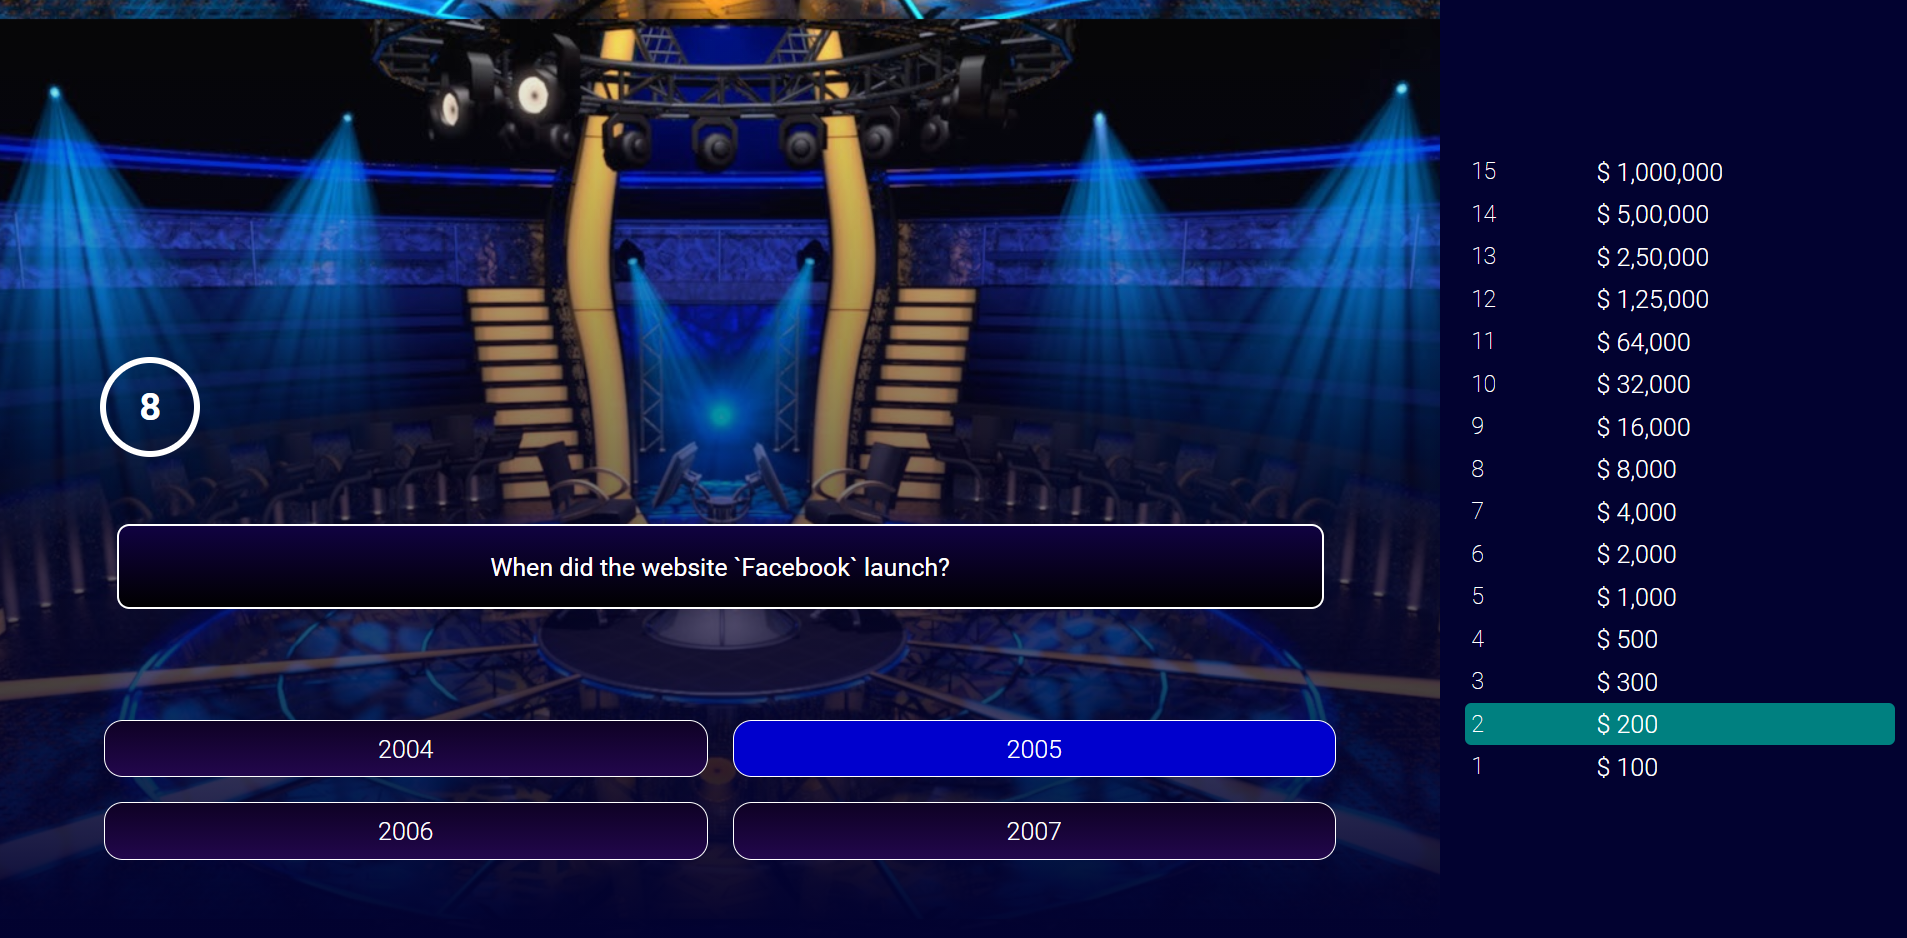 8
When did the website `Facebook` launch?
2004
2005
2006
2007
15 $ 1,000,000
14 $ 5,00,000
13 $ 2,50,000
12 $ 1,25,000
11 $ 64,000
10 $ 32,000
9 $ 16,000
8 $ 8,000
7 $ 4,000
6 $ 2,000
5 $ 1,000
4 $ 500
3 $ 300
2 $ 200
1 $ 100